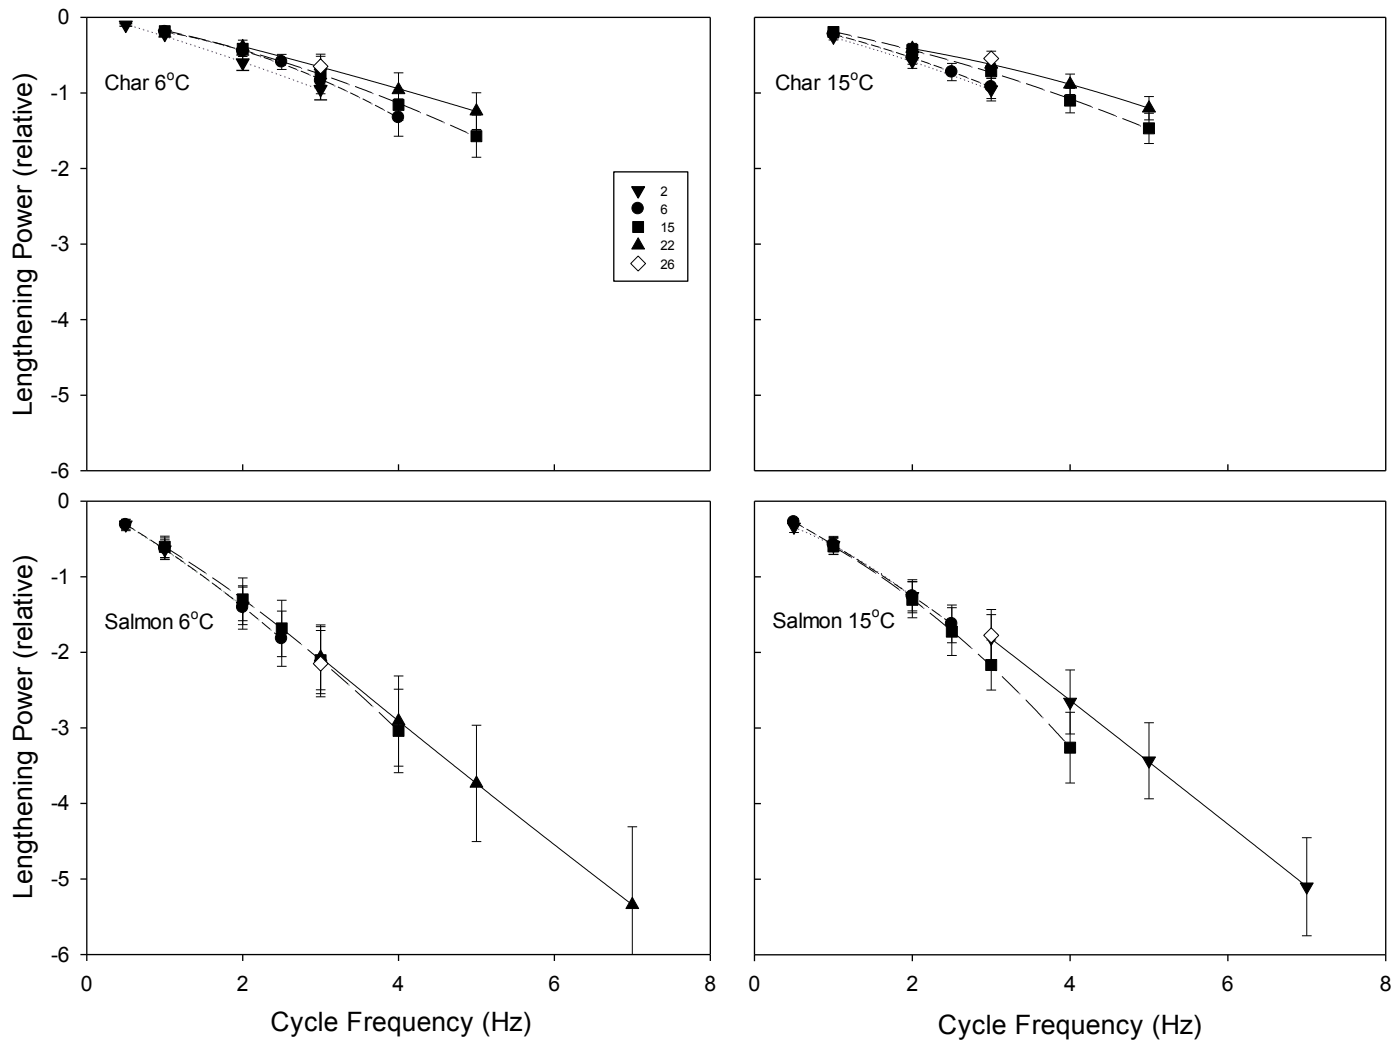 0
-1
-2
-3
-4
-5
-6
Lengthening Power (relative)
Char 6°C
2
6
15
22
26
0 2 4 6 8
Char 15°C
0
-1
-2
-3
-4
-5
-6
Lengthening Power (relative)
Salmon 6°C
Salmon 15°C
0 2 4 6 8
Cycle Frequency (Hz)
Cycle Frequency (Hz)